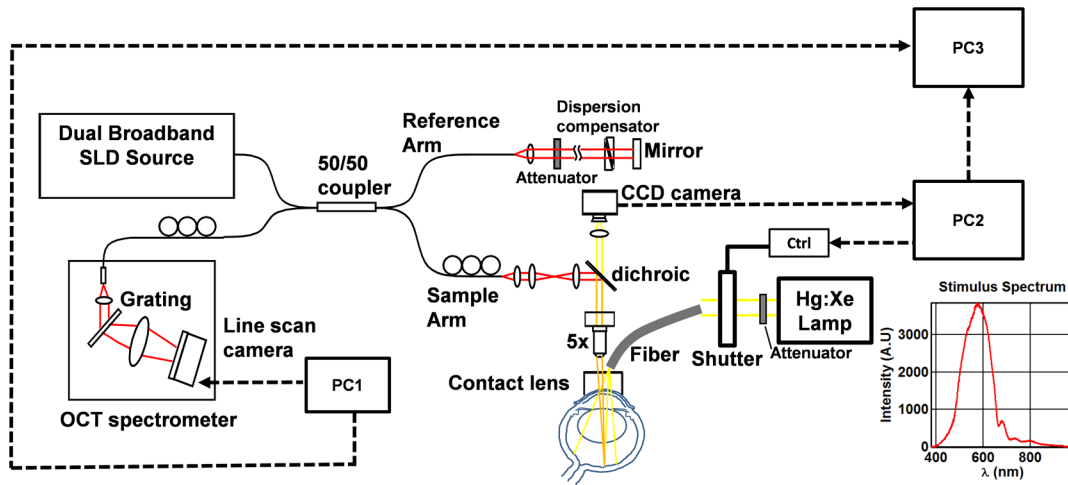 PC3
Dual Broadband
SLD Source
Reference
Arm
Dispersion
compensator
Mirror
Attenuator
50/50
coupler
CCD camera
PC2
Ctrl
dichroic
Sample
Arm
Grating
Line scan
camera
5x
Fiber
Shutter
Hg:Xe
Lamp
Attenuator
Contact lens
PC1
OCT spectrometer
Stimulus Spectrum
Intensity (A.U)
3000
2000
1000
0
400
600
800
λ (nm)